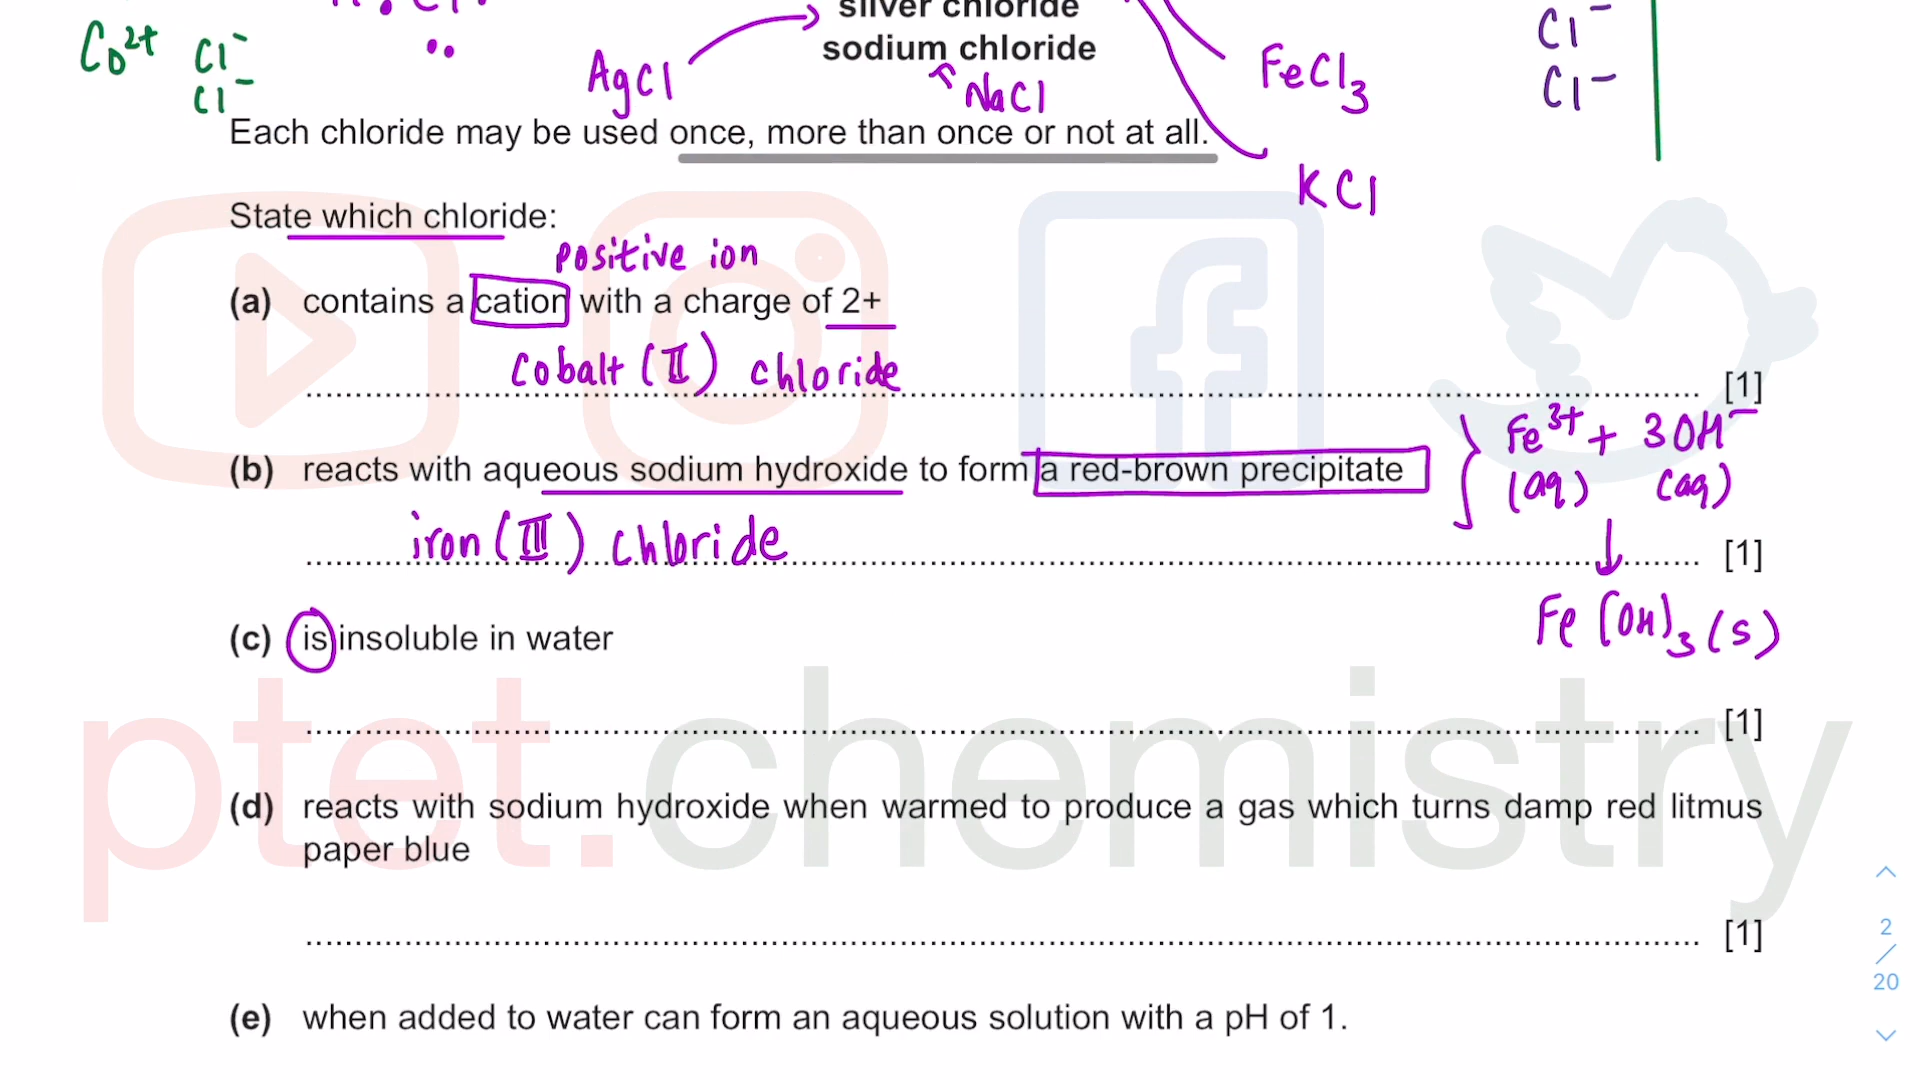 silver chloride
Co2+ Cl-
Cl-
sodium chloride
AgCl
NaCl
FeCl3
Cl-
Cl-
Each chloride may be used once, more than once or not at all.
KCl
State which chloride:
positive ion
(a) contains a cation with a charge of 2+
cobalt (II) chloride [1]
(b) reacts with aqueous sodium hydroxide to form a red-brown precipitate
Fe3+ + 3OH-
(aq) (aq)
iron (III) chloride [1]
↓
Fe(OH)3(s)
(c) is insoluble in water
[1]
ptet.chemistry
(d) reacts with sodium hydroxide when warmed to produce a gas which turns damp red litmus
paper blue
[1]
(e) when added to water can form an aqueous solution with a pH of 1.
2
/
20